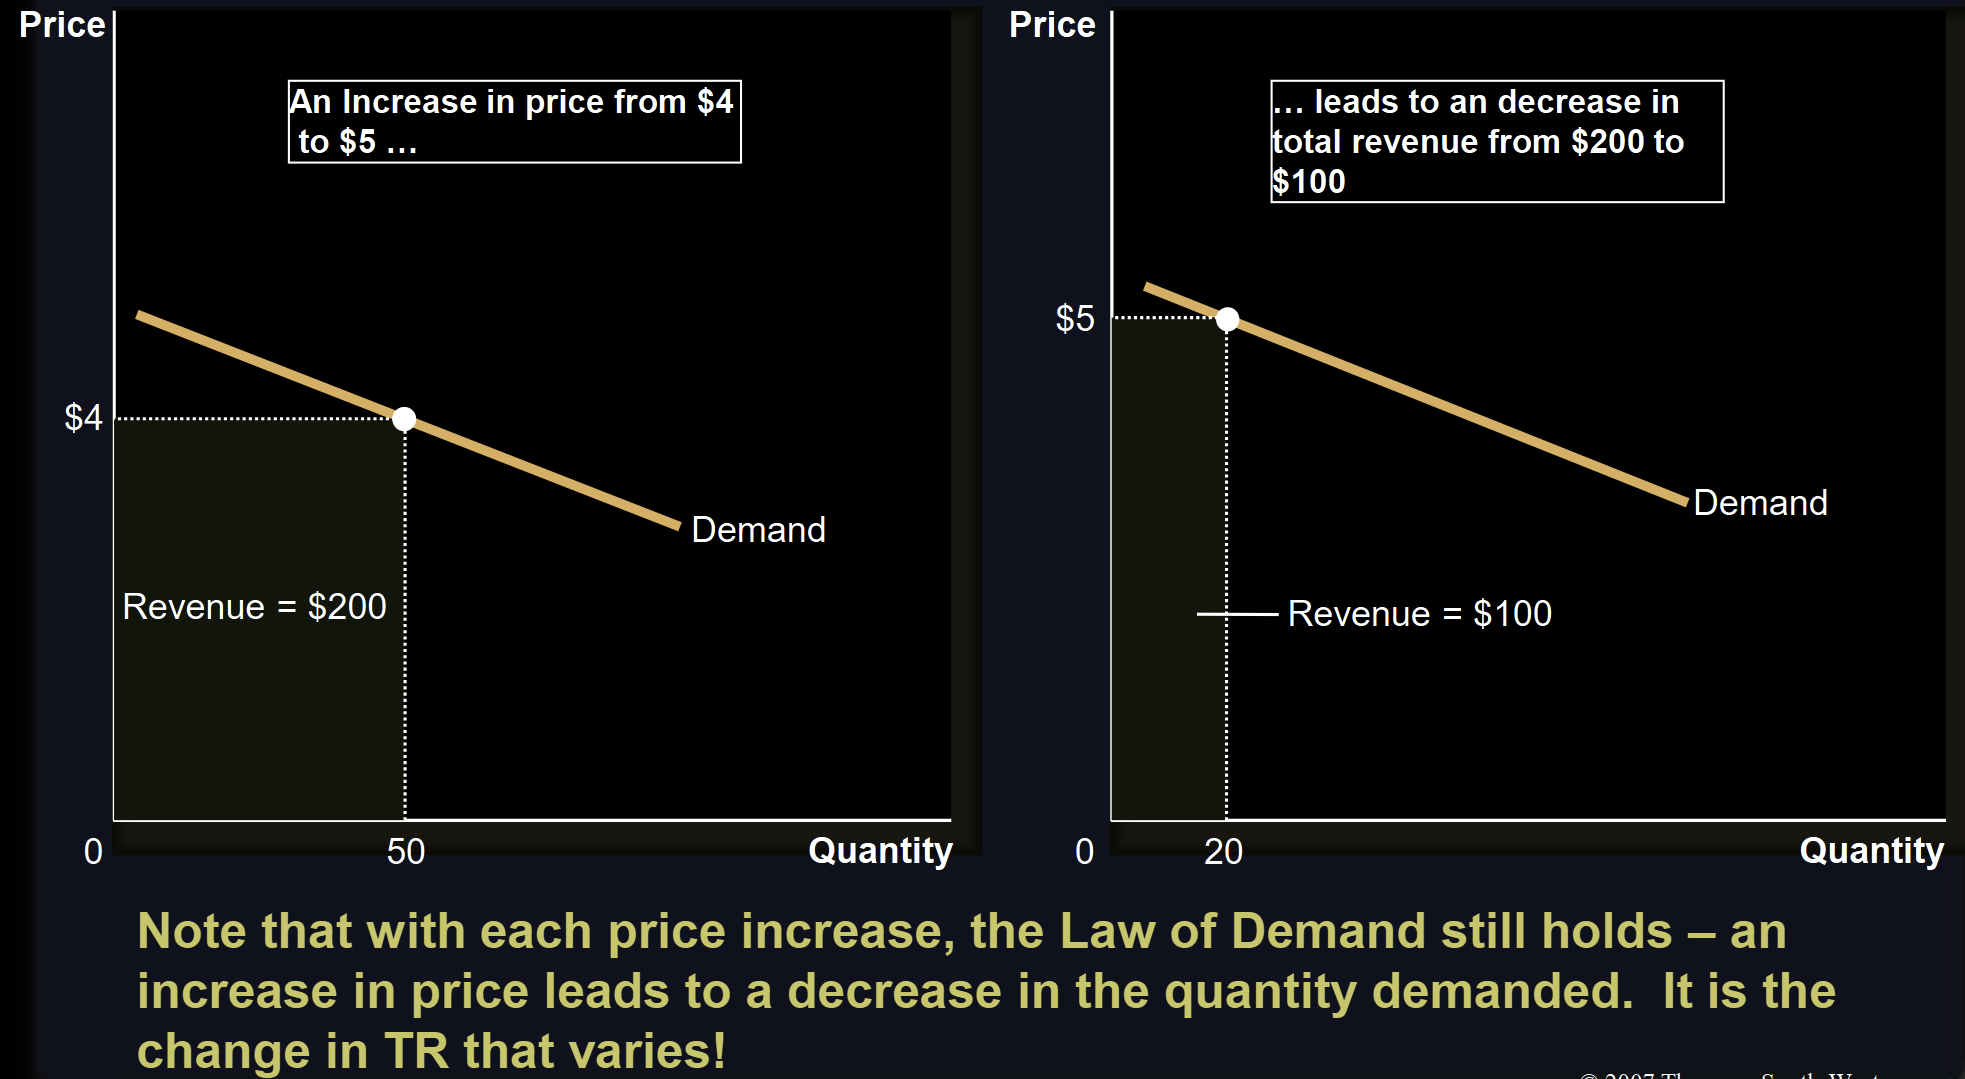 Price
An Increase in price from $4
to $5 …
$4
Demand
Revenue = $200
0
50
Quantity
Price
… leads to an decrease in
total revenue from $200 to
$100
$5
Demand
Revenue = $100
0
20
Quantity
Note that with each price increase, the Law of Demand still holds – an
increase in price leads to a decrease in the quantity demanded.  It is the
change in TR that varies!
© 2007